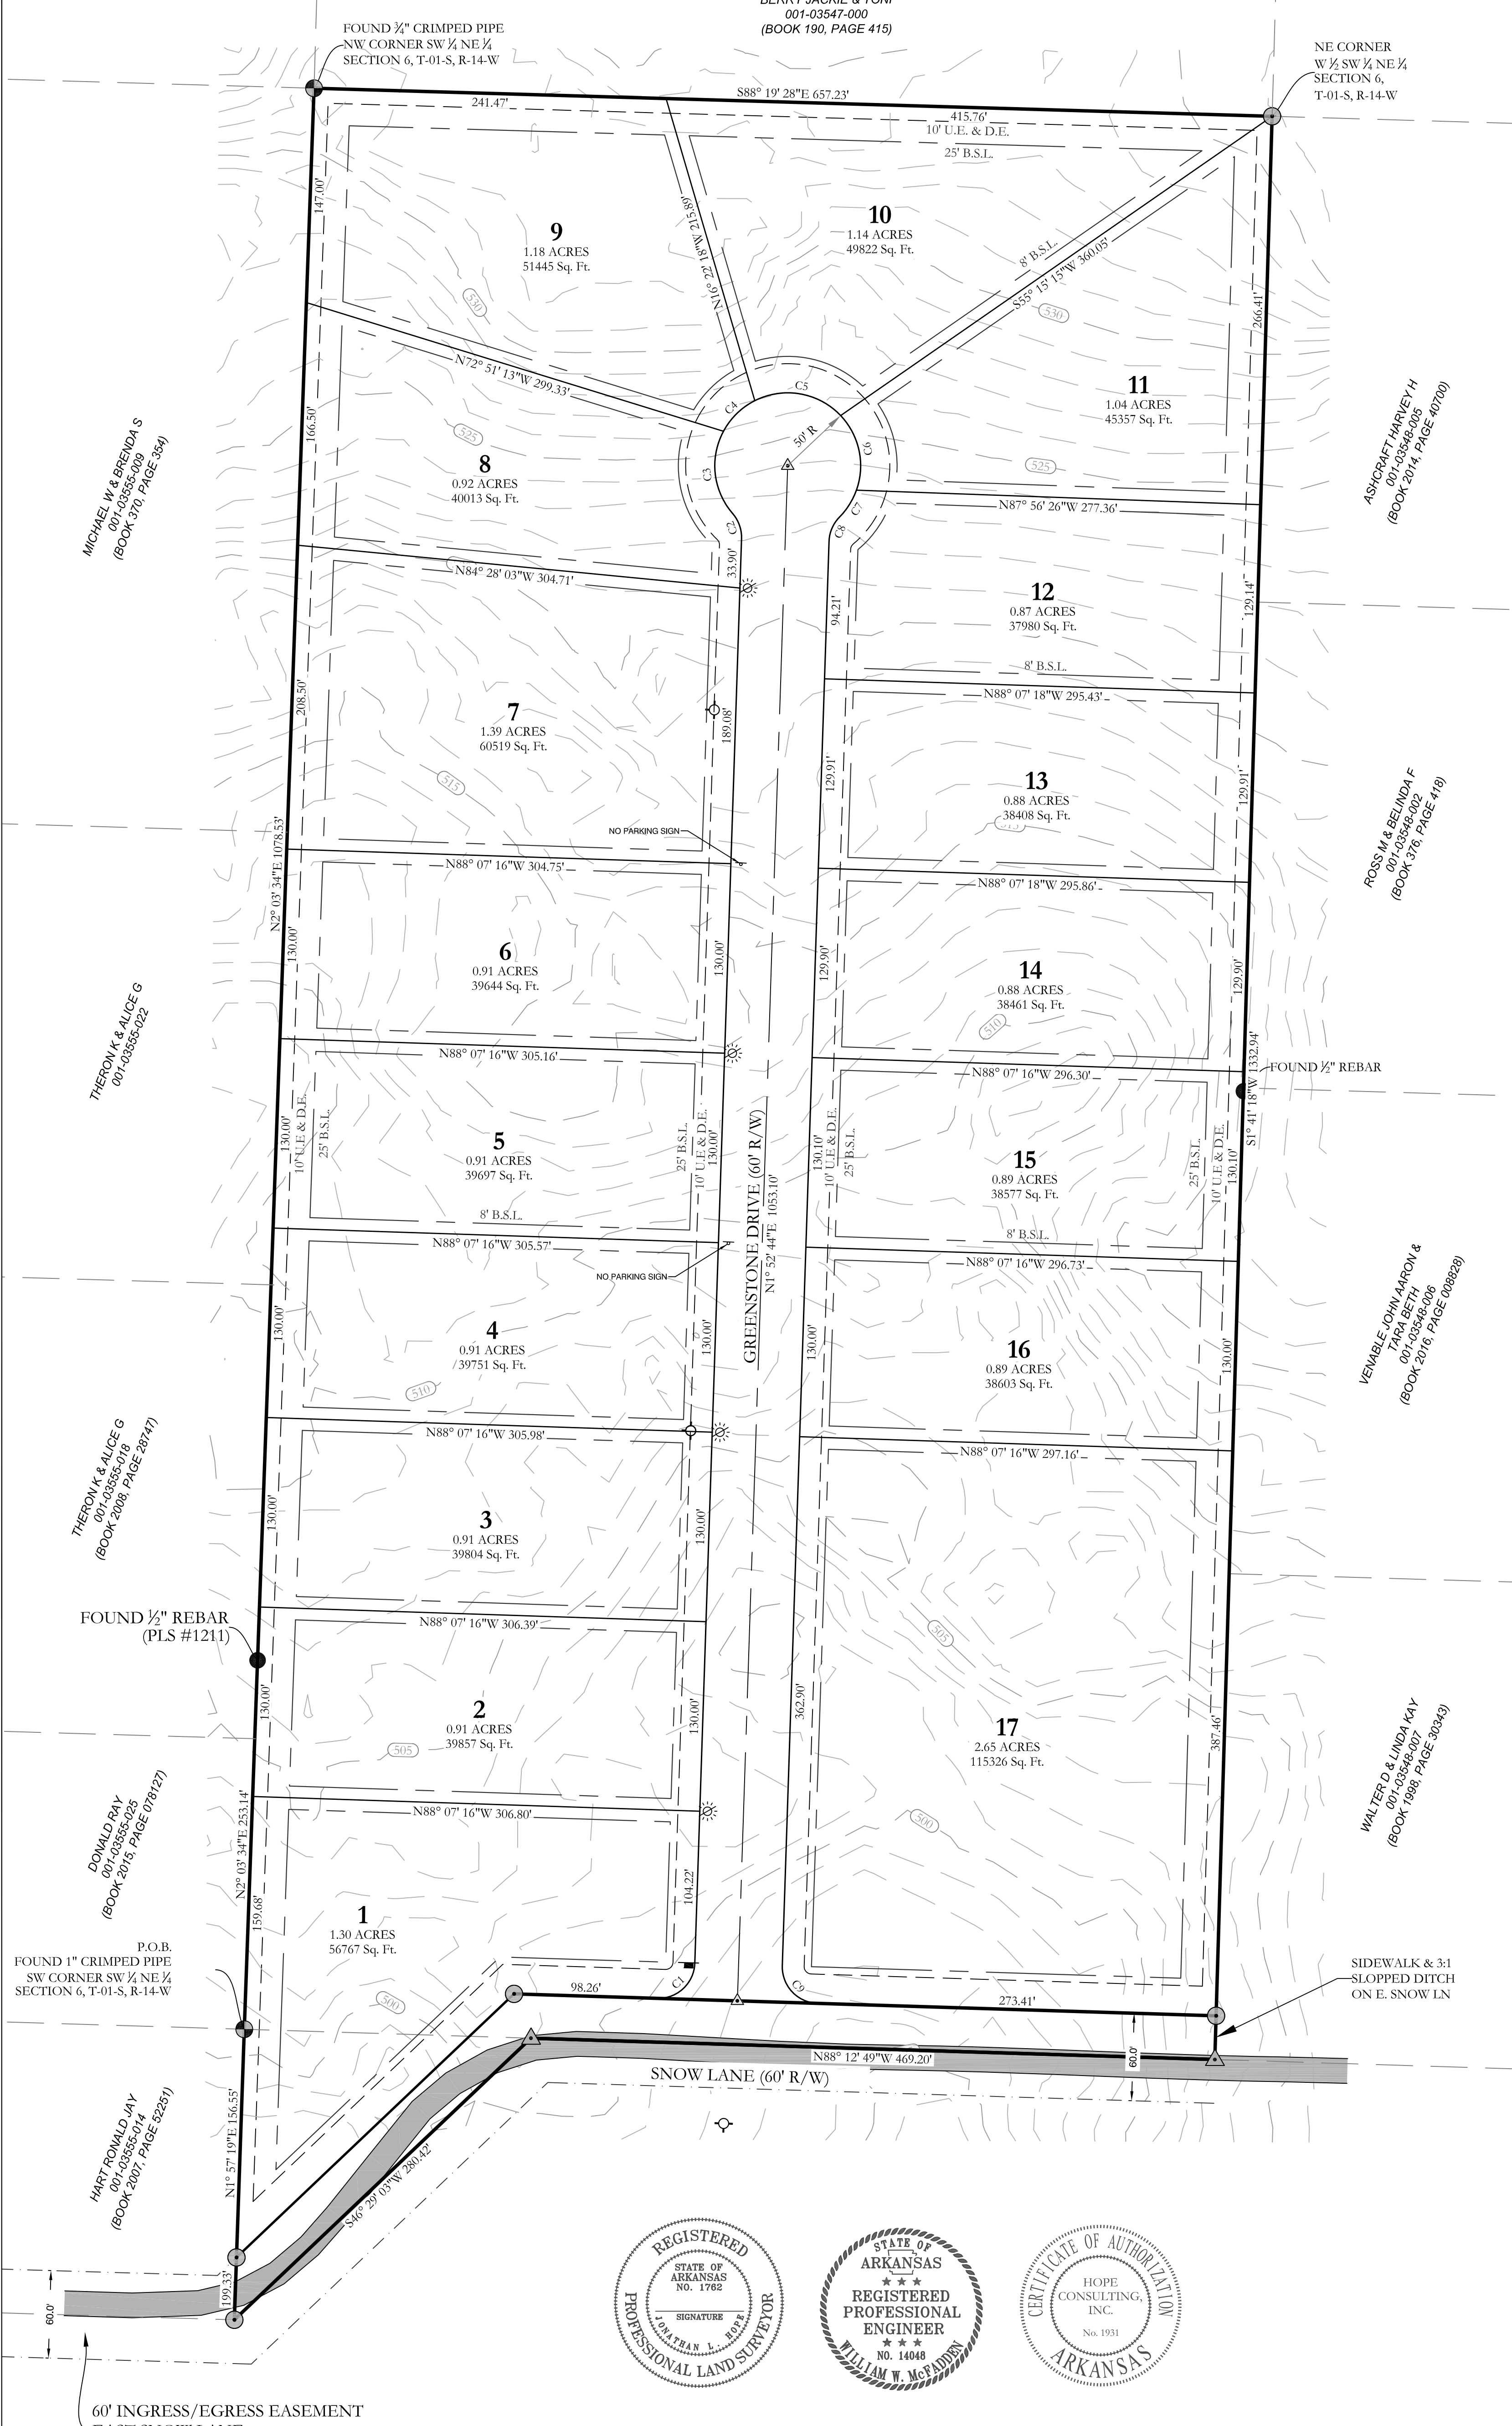 001-03547-000
(BOOK 190, PAGE 415)
FOUND ¾" CRIMPED PIPE
NW CORNER SW ¼ NE ¼
SECTION 6, T-01-S, R-14-W
NE CORNER
W ½ SW ¼ NE ¼
SECTION 6,
T-01-S, R-14-W
S88° 19' 28"E 657.23'
241.47'
415.76'
10' U.E. & D.E.
25' B.S.L.
147.00'
9
1.18 ACRES
51445 Sq. Ft.
N16° 22' 18"W 215.89'
10
1.14 ACRES
49822 Sq. Ft.
8' B.S.L.
S55° 15' 15"W 360.05'
530
530
266.41'
N72° 51' 13"W 299.33'
C5
C4
50' R
C6
C3
11
1.04 ACRES
45357 Sq. Ft.
MICHAEL W & BRENDA S
001-03555-009
(BOOK 370, PAGE 354)
166.50'
525
8
0.92 ACRES
40013 Sq. Ft.
525
ASHCRAFT HARVEY H
001-03548-005
(BOOK 2014, PAGE 40700)
N87° 56' 26"W 277.36'
C2
C7
C8
33.90'
N84° 28' 03"W 304.71'
94.21'
12
0.87 ACRES
37980 Sq. Ft.
129.14'
8' B.S.L.
N88° 07' 18"W 295.43'
208.50'
7
1.39 ACRES
60519 Sq. Ft.
189.08'
515
129.91'
13
0.88 ACRES
38408 Sq. Ft.
129.91'
ROSS M & BELINDA F
001-03548-002
(BOOK 376, PAGE 418)
NO PARKING SIGN
N2° 03' 34"E 1078.53'
N88° 07' 16"W 304.75'
N88° 07' 18"W 295.86'
130.00'
6
0.91 ACRES
39644 Sq. Ft.
130.00'
129.90'
14
0.88 ACRES
38461 Sq. Ft.
510
129.90'
THERON K & ALICE G
001-03555-022
N88° 07' 16"W 305.16'
N88° 07' 16"W 296.30'
S1° 41' 18"W 1332.94'
FOUND ½" REBAR
130.00'
10' U.E & D.E.
25' B.S.L.
5
0.91 ACRES
39697 Sq. Ft.
25' B.S.L.
10' U.E. & D.E.
130.00'
GREENSTONE DRIVE (60' R/W)
N1° 52' 44"E 1053.10'
130.10'
10' U.E & D.E.
25' B.S.L.
15
0.89 ACRES
38577 Sq. Ft.
25' B.S.L.
10' U.E & D.E.
130.10'
8' B.S.L.
N88° 07' 16"W 305.57'
8' B.S.L.
N88° 07' 16"W 296.73'
NO PARKING SIGN
130.00'
4
0.91 ACRES
39751 Sq. Ft.
130.00'
510
130.00'
16
0.89 ACRES
38603 Sq. Ft.
130.00'
VENABLE JOHN AARON &
TARA BETH
001-03548-006
(BOOK 2016, PAGE 008828)
N88° 07' 16"W 305.98'
N88° 07' 16"W 297.16'
THERON K & ALICE G
001-03555-018
(BOOK 2008, PAGE 28747)
130.00'
3
0.91 ACRES
39804 Sq. Ft.
130.00'
FOUND ½" REBAR
(PLS #1211)
N88° 07' 16"W 306.39'
505
130.00'
2
0.91 ACRES
39857 Sq. Ft.
505
130.00'
362.90'
17
2.65 ACRES
115326 Sq. Ft.
387.46'
WALTER D & LINDA KAY
001-03548-007
(BOOK 1998, PAGE 30343)
DONALD RAY
001-03555-025
(BOOK 2015, PAGE 078127)
N2° 03' 34"E 253.14'
N88° 07' 16"W 306.80'
500
159.68'
1
1.30 ACRES
56767 Sq. Ft.
104.22'
P.O.B.
FOUND 1" CRIMPED PIPE
SW CORNER SW ¼ NE ¼
SECTION 6, T-01-S, R-14-W
500
98.26'
C1
C9
273.41'
SIDEWALK & 3:1
SLOPPED DITCH
ON E. SNOW LN
N88° 12' 49"W 469.20'
60.0'
SNOW LANE (60' R/W)
HART RONALD JAY
001-03555-014
(BOOK 2007, PAGE 52251)
N1° 57' 19"E 156.55'
S46° 29' 03"W 280.42'
199.33'
60.0'
REGISTERED
STATE OF
ARKANSAS
NO. 1762
SIGNATURE
JONATHAN L. HOPE
PROFESSIONAL LAND SURVEYOR
STATE OF
ARKANSAS
REGISTERED
PROFESSIONAL
ENGINEER
NO. 14048
WILLIAM W. McFADDEN
CERTIFICATE OF AUTHORIZATION
HOPE
CONSULTING,
INC.
No. 1931
ARKANSAS
60' INGRESS/EGRESS EASEMENT